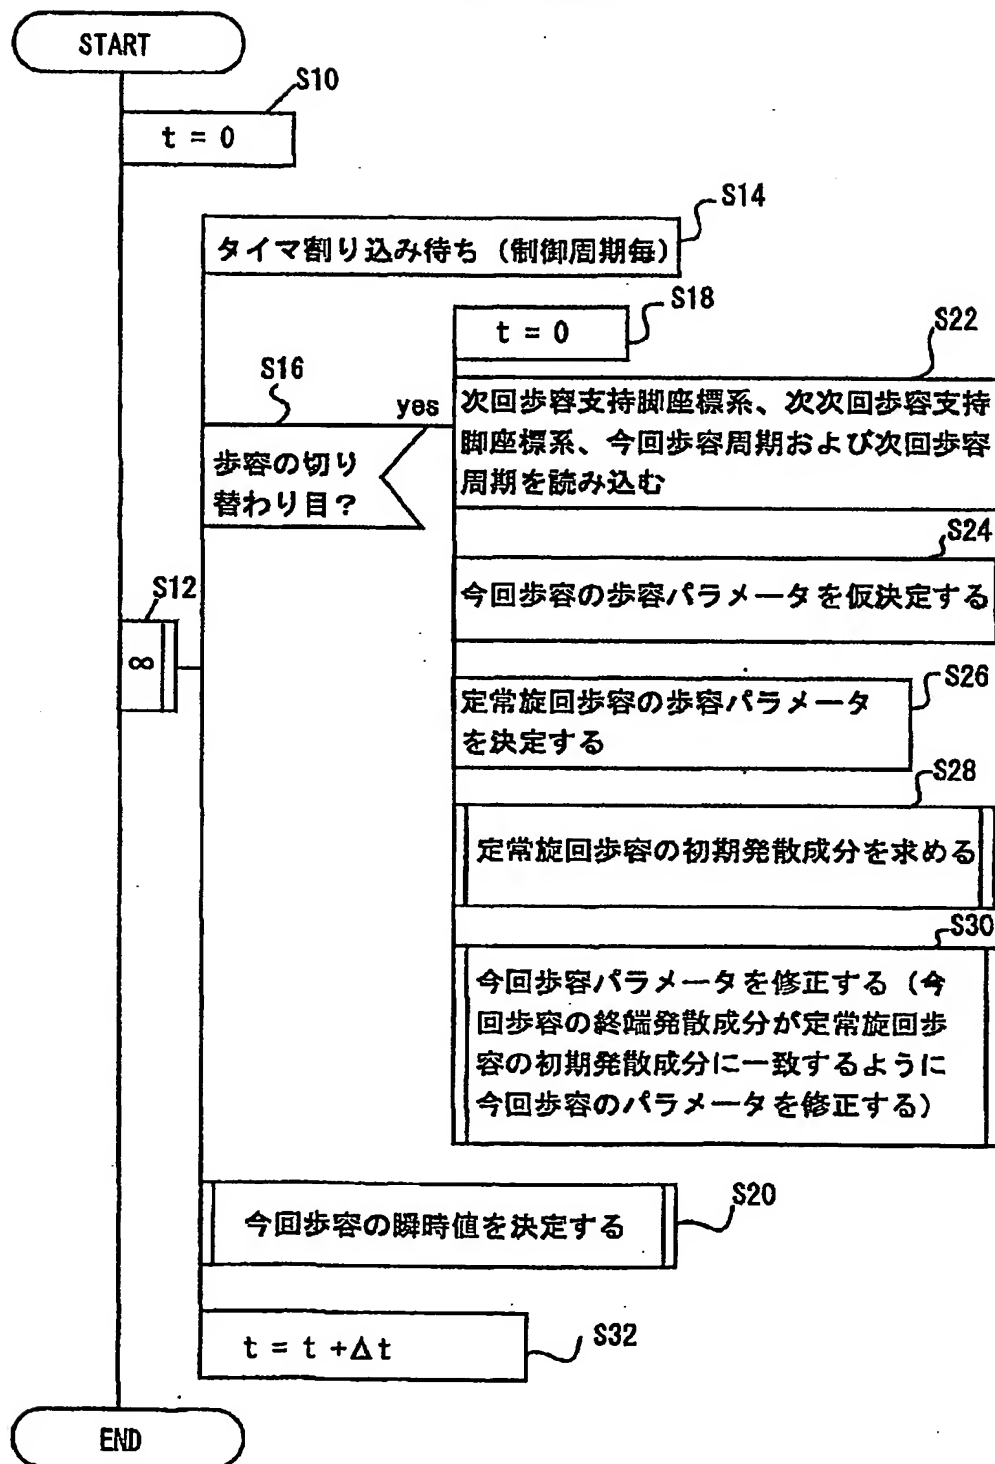 START
S10
t = 0
S14
タイマ割り込み待ち（制御周期毎）
S18
t = 0
S22
S16
yes
次回歩容支持脚座標系、次次回歩容支持
脚座標系、今回歩容周期および次回歩容
周期を読み込む
歩容の切り
替わり目？
S24
今回歩容の歩容パラメータを仮決定する
S12
∞
S26
定常旋回歩容の歩容パラメータ
を決定する
S28
定常旋回歩容の初期発散成分を求める
S30
今回歩容パラメータを修正する（今
回歩容の終端発散成分が定常旋回歩
容の初期発散成分に一致するように
今回歩容のパラメータを修正する）
S20
今回歩容の瞬時値を決定する
S32
t = t +Δt
END